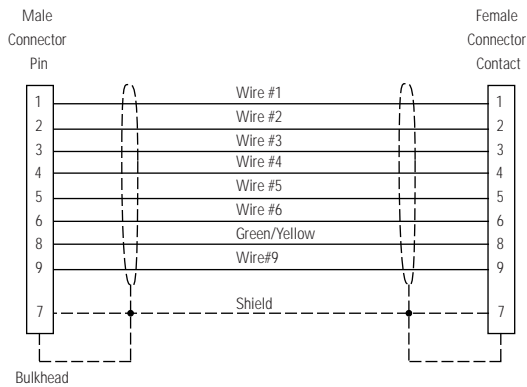 Male
Connector
Pin
Female
Connector
Contact
1 Wire #1 1
2 Wire #2 2
3 Wire #3 3
4 Wire #4 4
5 Wire #5 5
6 Wire #6 6
8 Green/Yellow 8
9 Wire#9 9
7 Shield 7
Bulkhead